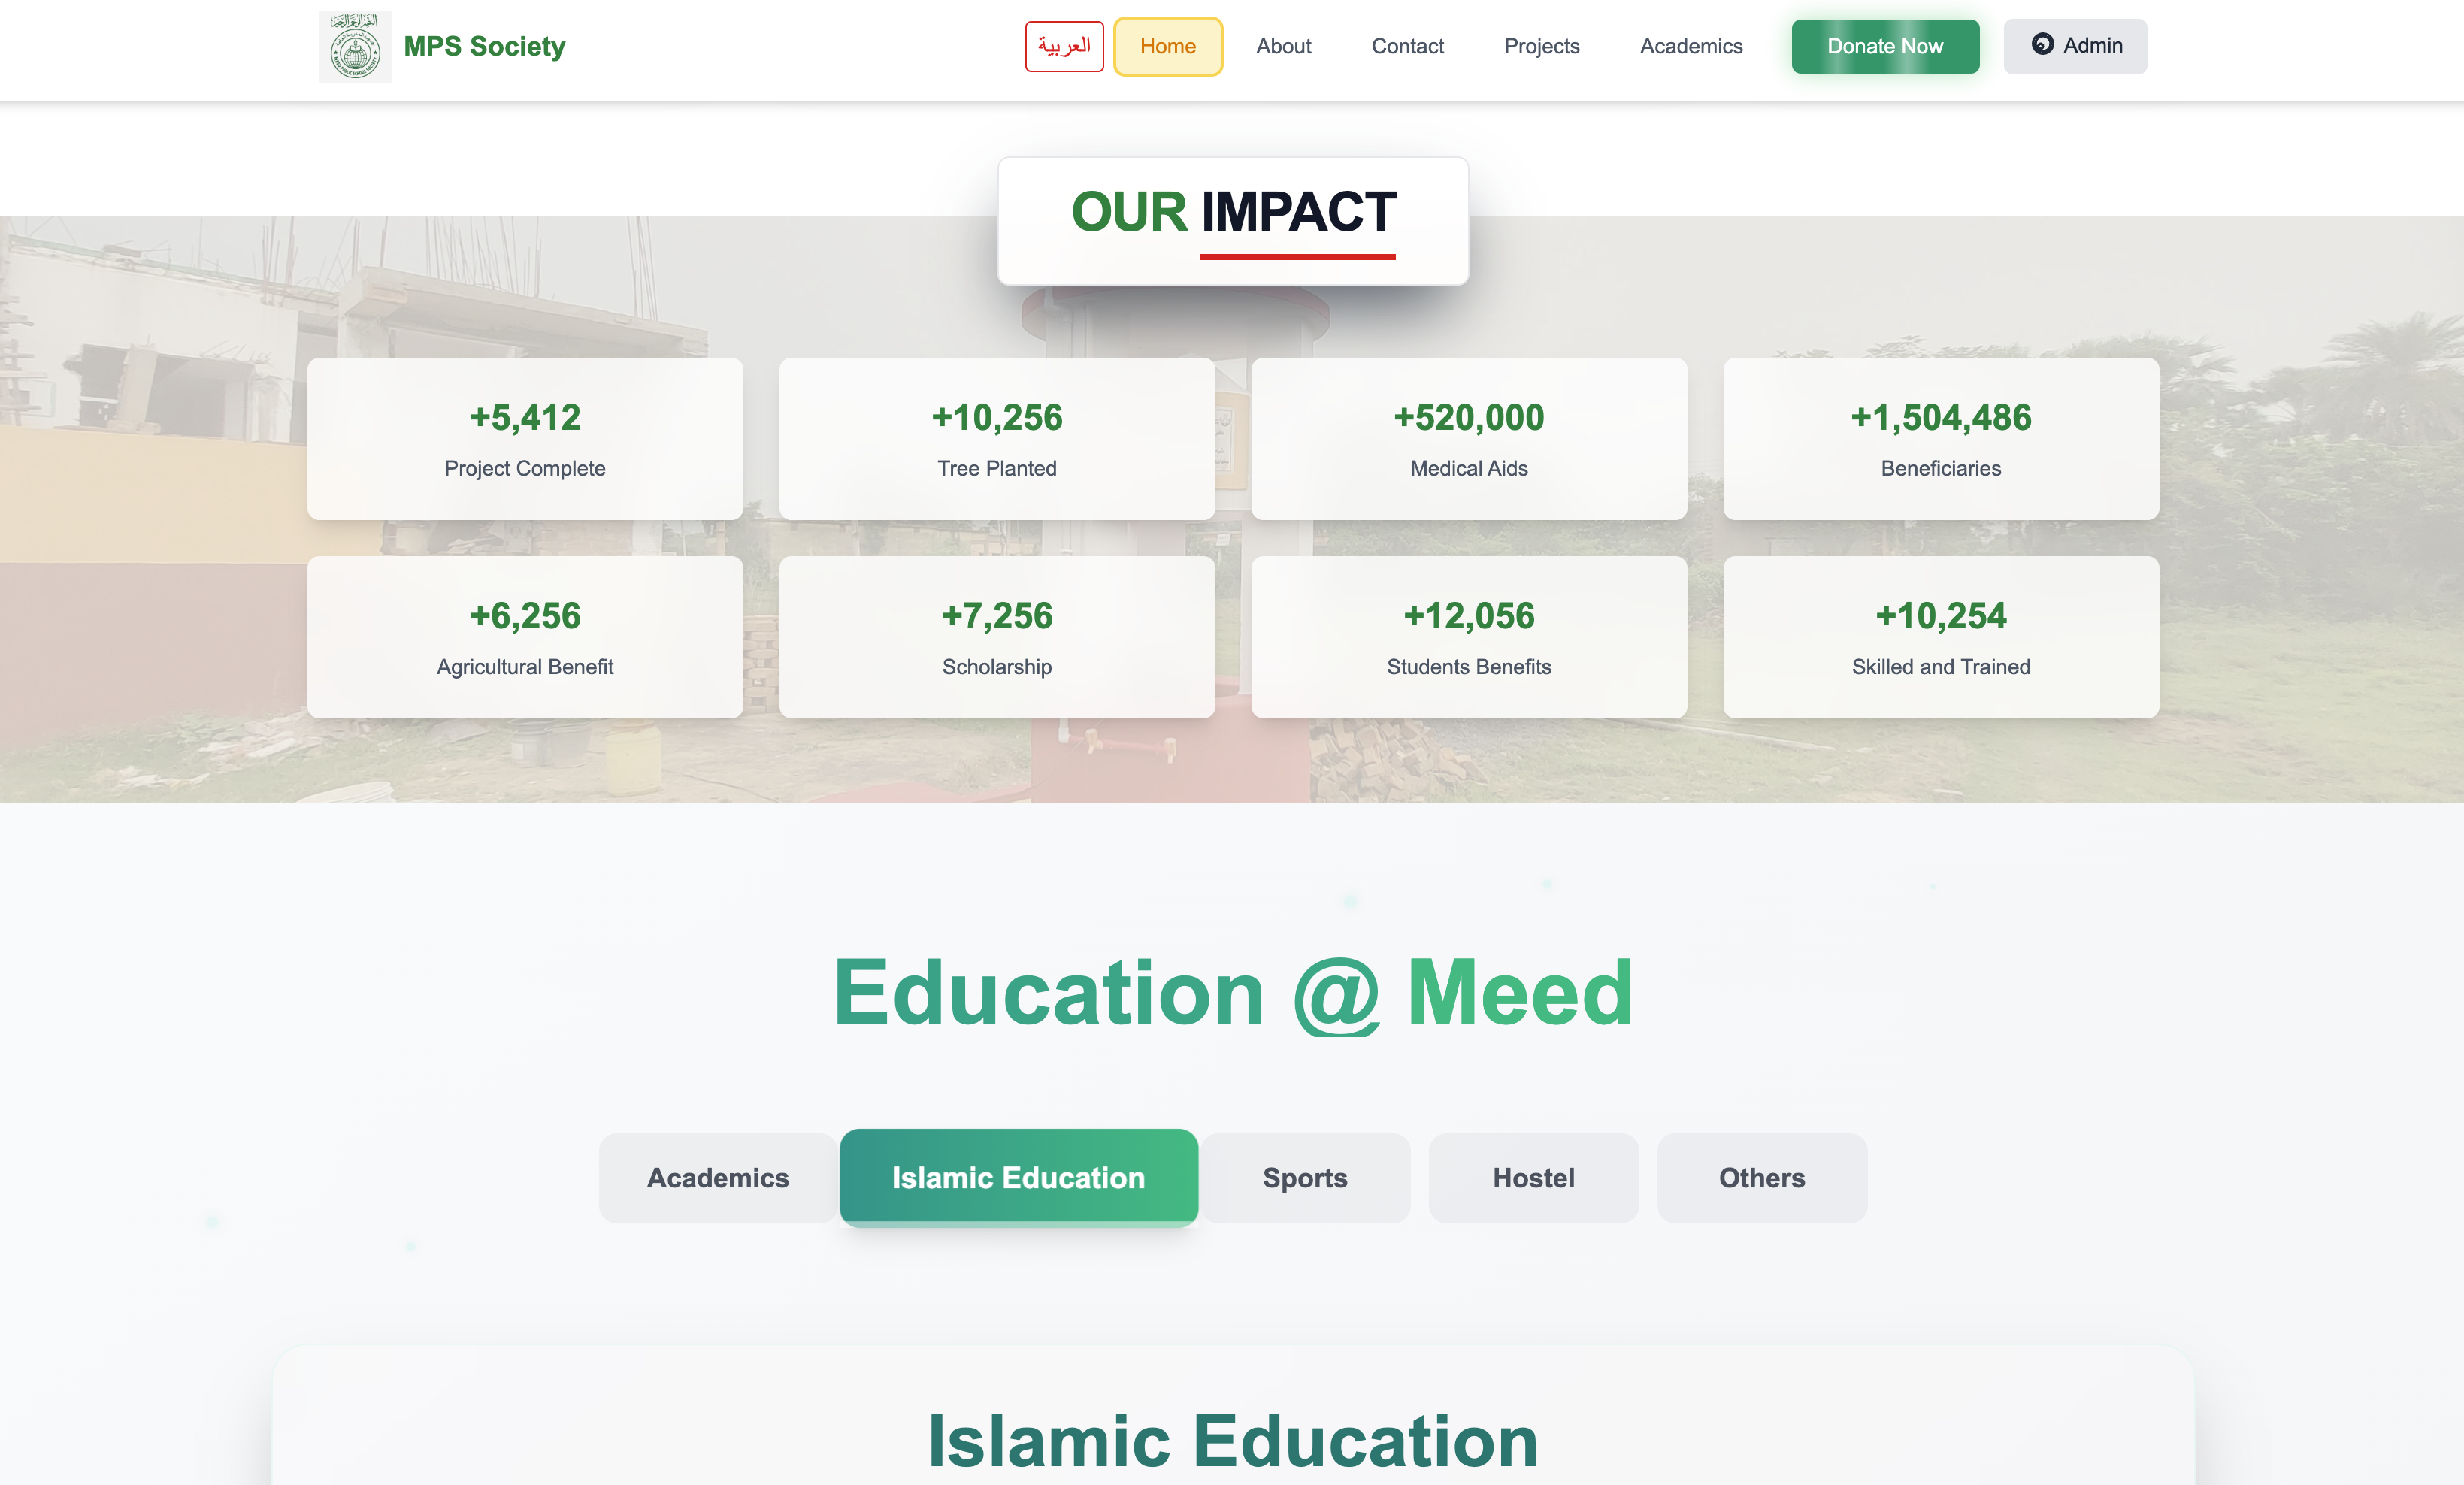 MPS Society
العربية
Home
About
Contact
Projects
Academics
Donate Now
Admin
OUR IMPACT
+5,412
Project Complete
+10,256
Tree Planted
+520,000
Medical Aids
+1,504,486
Beneficiaries
+6,256
Agricultural Benefit
+7,256
Scholarship
+12,056
Students Benefits
+10,254
Skilled and Trained
Education @ Meed
Academics
Islamic Education
Sports
Hostel
Others
Islamic Education